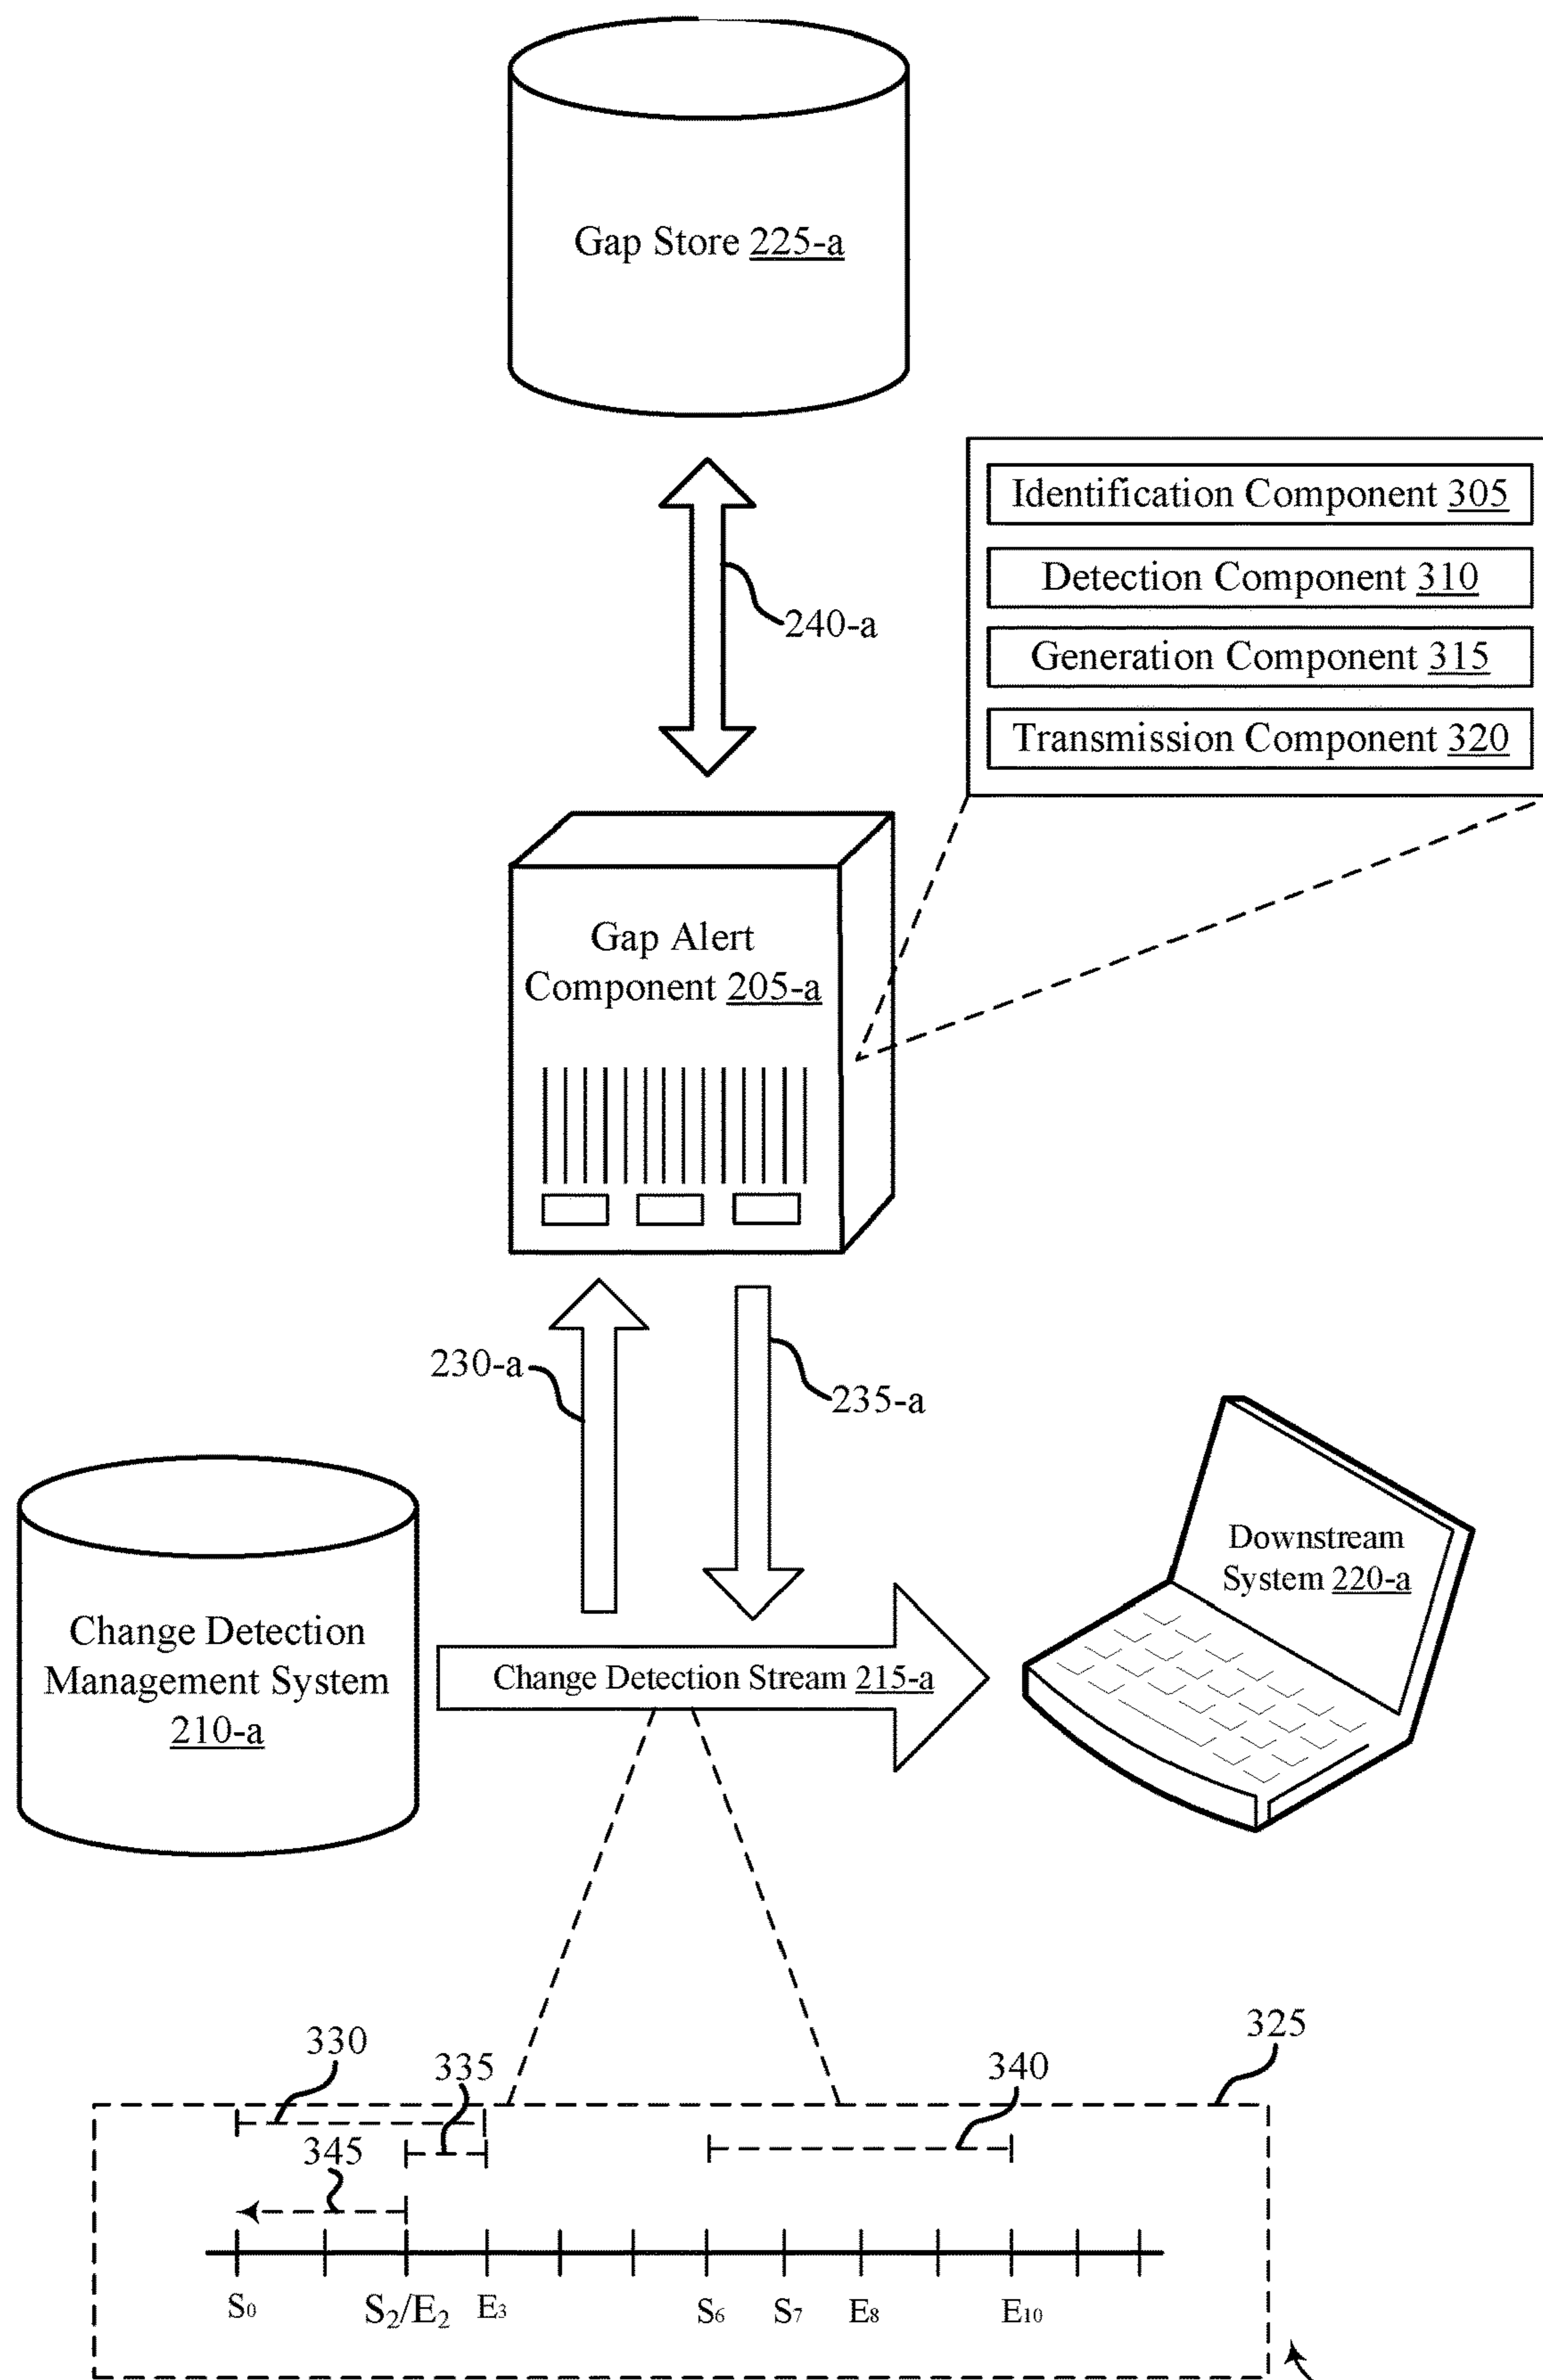 Gap Store 225-a
Identification Component 305
Detection Component 310
Generation Component 315
Transmission Component 320
240-a
Gap Alert
Component 205-a
230-a
235-a
Downstream
System 220-a
Change Detection
Management System
210-a
Change Detection Stream 215-a
325
330
335
340
345
S0
S2/E2
E3
S6
S7
E8
E10